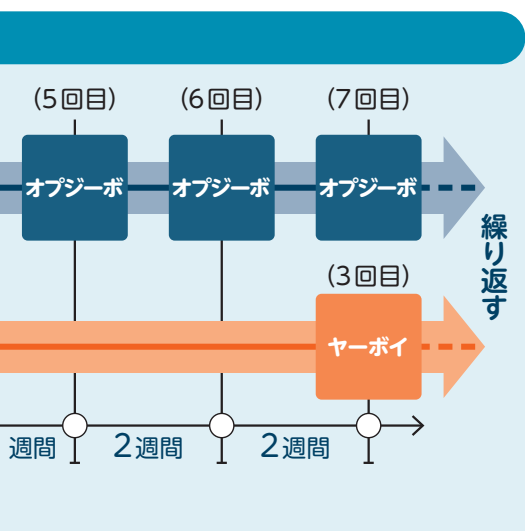 (5回目)
(6回目)
(7回目)
オプジーボ
オプジーボ
オプジーボ
繰り返す
(3回目)
ヤーボイ
週間
2週間
2週間